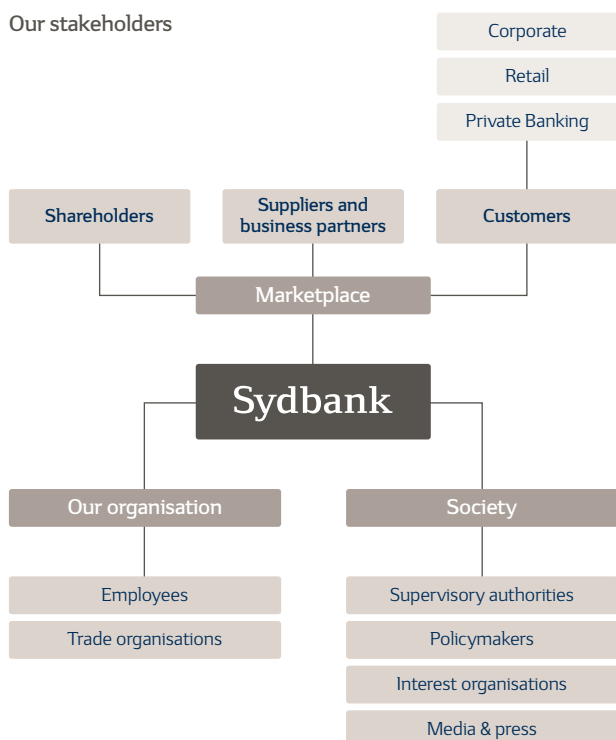 Our stakeholders
Corporate
Retail
Private Banking
Shareholders
Suppliers and
business partners
Customers
Marketplace
Sydbank
Our organisation
Society
Employees
Trade organisations
Supervisory authorities
Policymakers
Interest organisations
Media & press